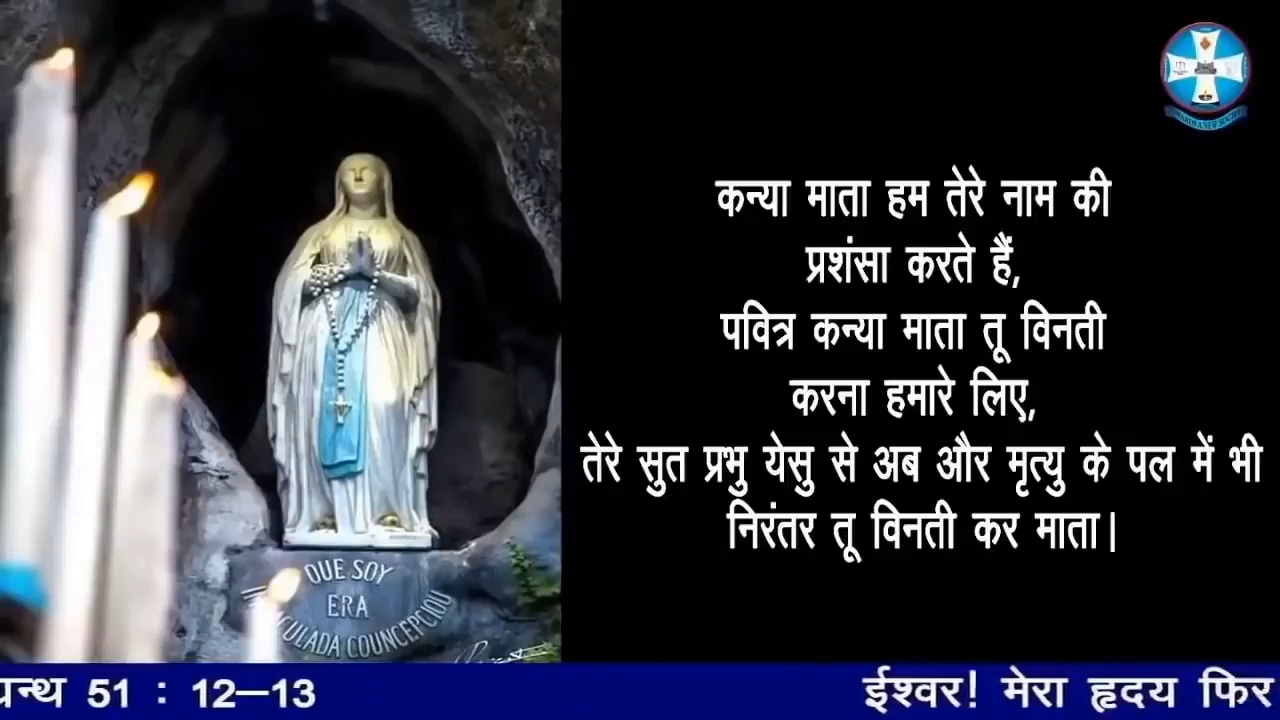 कन्या माता हम तेरे नाम की
प्रशंसा करते हैं,
पवित्र कन्या माता तू विनती
करना हमारे लिए,
तेरे सुत प्रभु येसु से अब और मृत्यु के पल में भी
निरंतर तू विनती कर माता|
QUE SOY
ERA
COUNCEPCIOU
51 : 12–13
ईश्वर! मेरा हृदय फिर